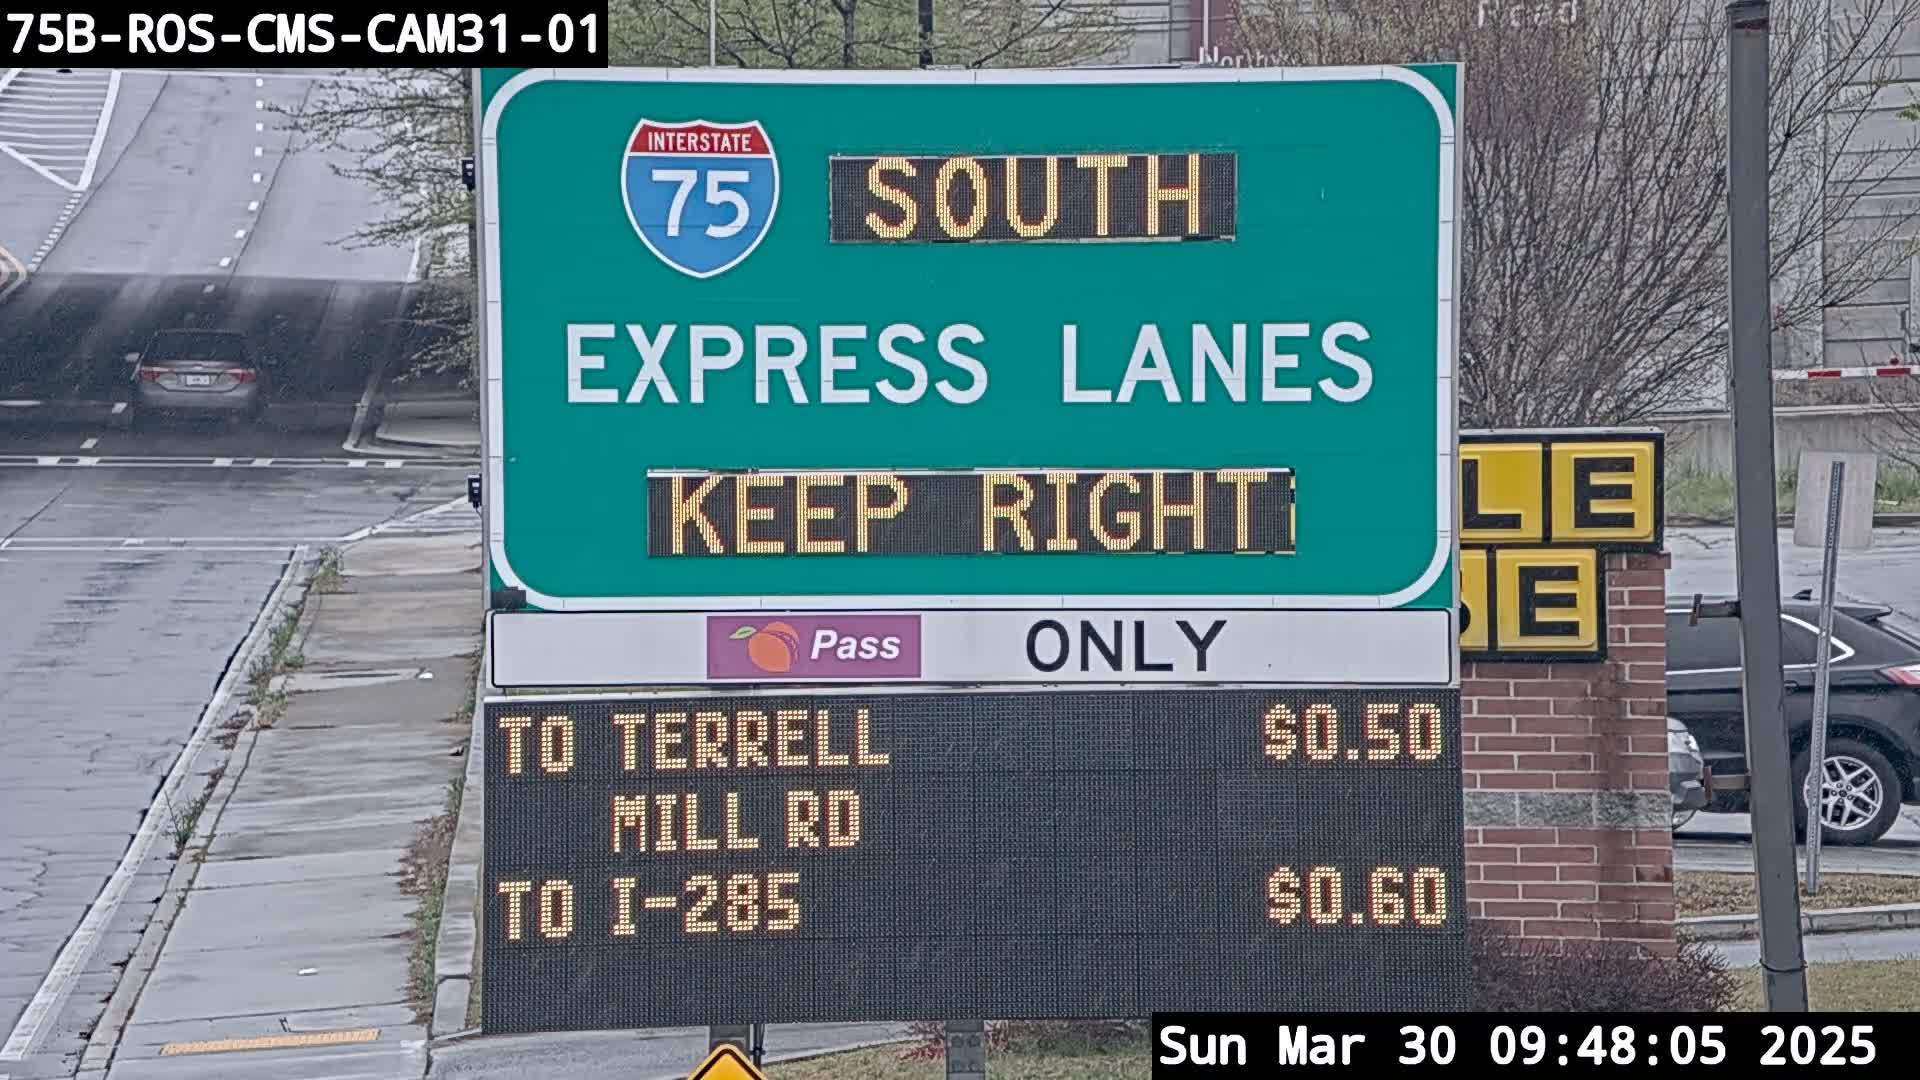 75B-ROS-CMS-CAM31-01
INTERSTATE
75
SOUTH
EXPRESS LANES
KEEP RIGHT
Pass ONLY
TO TERRELL $0.50
MILL RD
TO I-285 $0.60
Sun Mar 30 09:48:05 2025